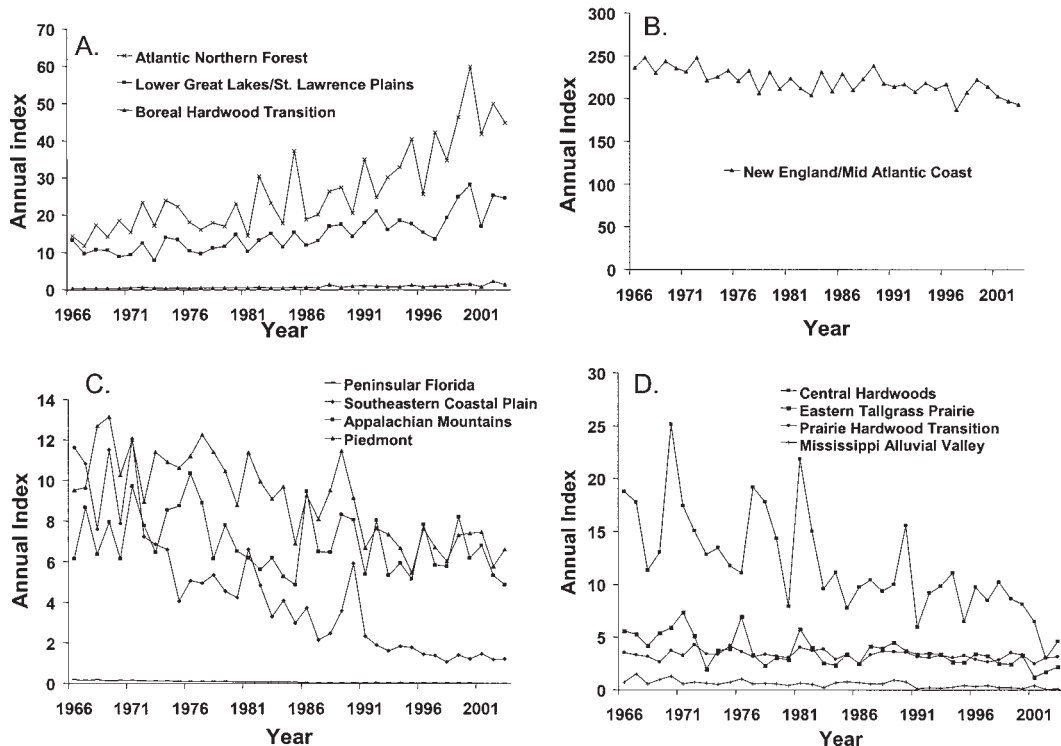 A.
Atlantic Northern Forest
Lower Great Lakes/St. Lawrence Plains
Boreal Hardwood Transition
Annual index
70
60
50
40
30
20
10
0
1966 1971 1976 1981 1986 1991 1996 2001
Year
B.
New England/Mid Atlantic Coast
Annual Index
300
250
200
150
100
50
0
1966 1971 1976 1981 1986 1991 1996 2001
Year
C.
Peninsular Florida
Southeastern Coastal Plain
Appalachian Mountains
Piedmont
Annual Index
14
12
10
8
6
4
2
0
1966 1971 1976 1981 1986 1991 1996 2001
Year
D.
Central Hardwoods
Eastern Tallgrass Prairie
Prairie Hardwood Transition
Mississippi Alluvial Valley
Annual Index
30
25
20
15
10
5
0
1966 1971 1976 1981 1986 1991 1996 2001
Year